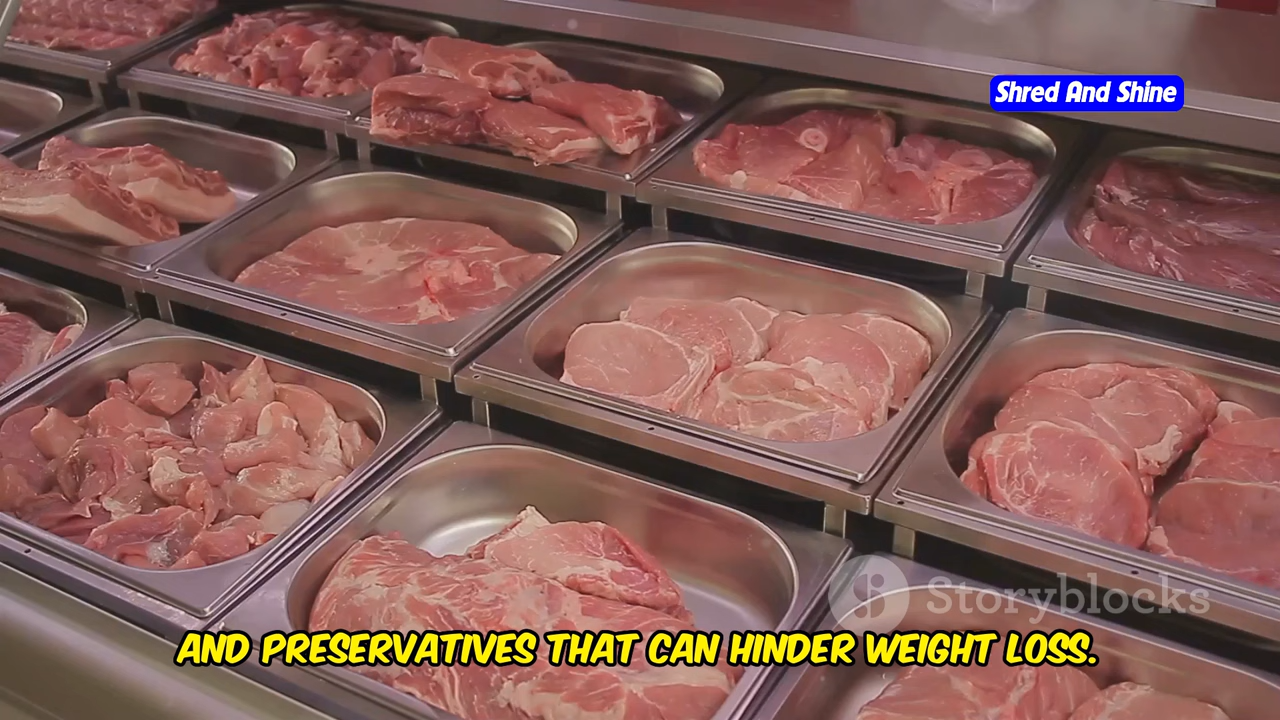 Shred And Shine
Storyblocks
AND PRESERVATIVES THAT CAN HINDER WEIGHT LOSS.